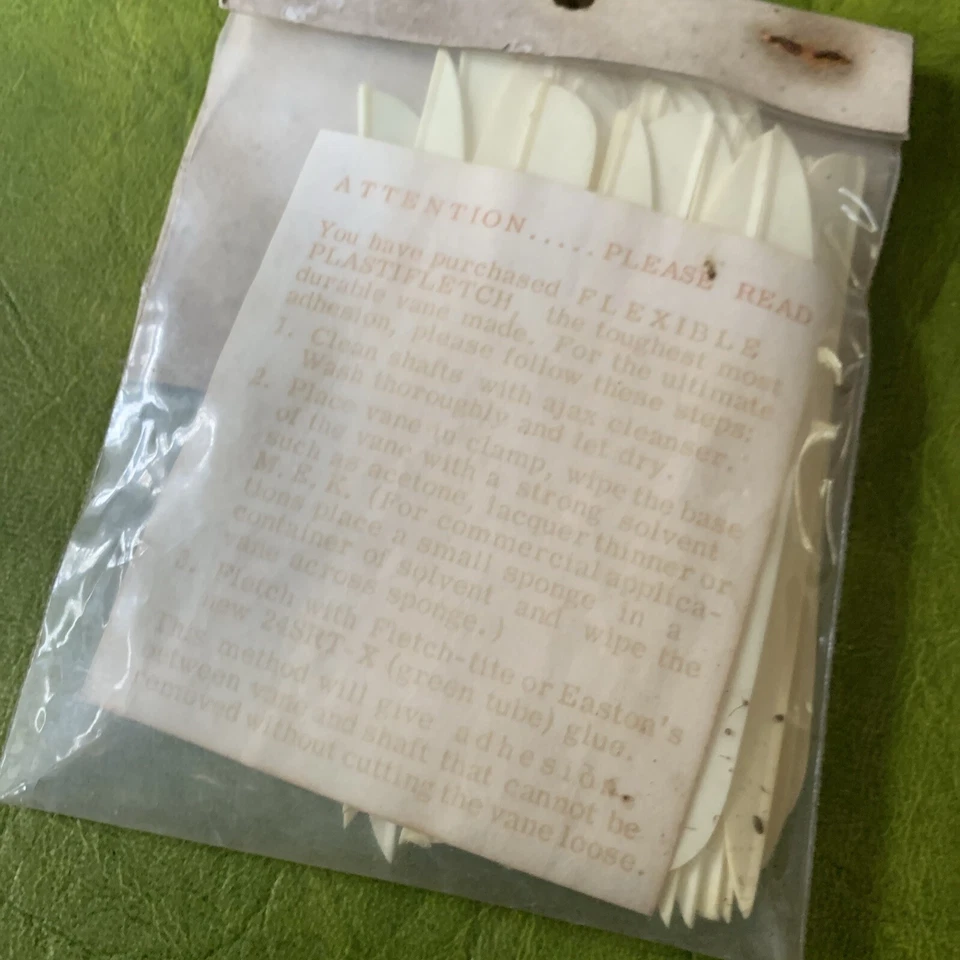 ATTENTION.....PLEASE READ
You have purchased FLEXIBLE
PLASTIFLETCH, the toughest most
durable vane made. For the ultimate
adhesion, please follow these steps:
1. Clean shafts with ajax cleanser.
Wash thoroughly and let dry.
2. Place vane in clamp, wipe the base
of the vane with a strong solvent
such as acetone, lacquer thinner or
M. E. K. (For commercial applica-
tions place a small sponge in a
container of solvent and wipe the
vane across sponge.)
3. Fletch with Fletch-tite or Easton's
new 24SRT-X (green tube) glue.
This method will give adhesion
between vane and shaft that cannot be
removed without cutting the vane loose.